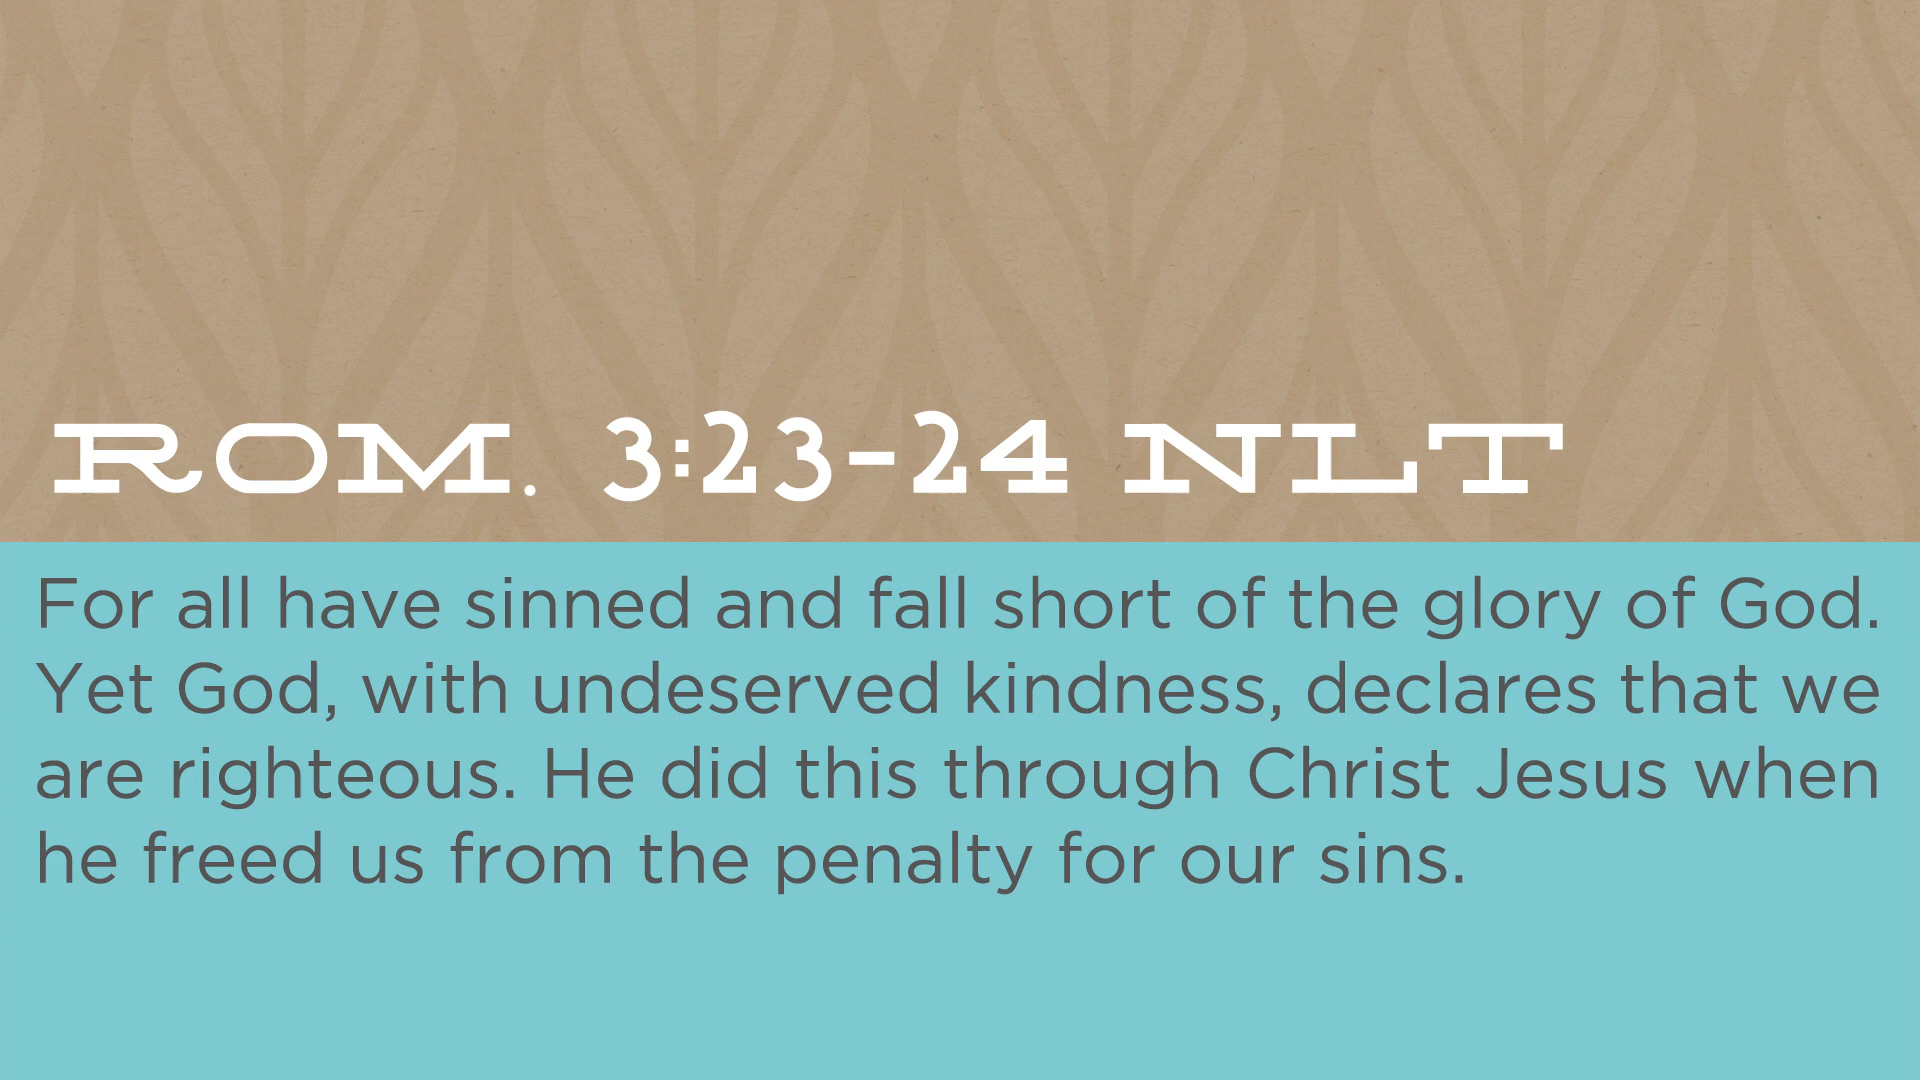 ROM. 3:23-24 NLT
For all have sinned and fall short of the glory of God.
Yet God, with undeserved kindness, declares that we
are righteous. He did this through Christ Jesus when
he freed us from the penalty for our sins.